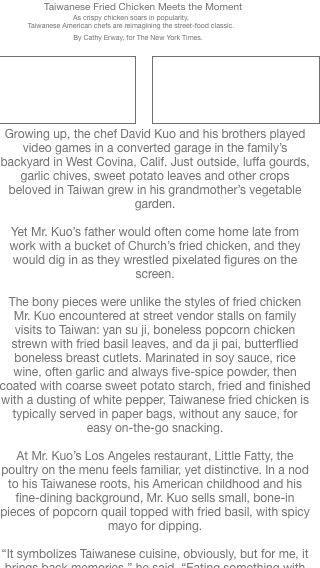 Taiwanese Fried Chicken Meets the Moment
As crispy chicken soars in popularity,
Taiwanese American chefs are reimagining the street-food classic.
By Cathy Erway, for The New York Times.
Growing up, the chef David Kuo and his brothers played
video games in a converted garage in the family's
backyard in West Covina, Calif. Just outside, luffa gourds,
garlic chives, sweet potato leaves and other crops
beloved in Taiwan grew in his grandmother's vegetable
garden.
Yet Mr. Kuo's father would often come home late from
work with a bucket of Church's fried chicken, and they
would dig in as they wrestled pixelated figures on the
screen.
The bony pieces were unlike the styles of fried chicken
Mr. Kuo encountered at street vendor stalls on family
visits to Taiwan: yan su ji, boneless popcorn chicken
strewn with fried basil leaves, and da ji pai, butterflied
boneless breast cutlets. Marinated in soy sauce, rice
wine, often garlic and always five-spice powder, then
coated with coarse sweet potato starch, fried and finished
with a dusting of white pepper, Taiwanese fried chicken is
typically served in paper bags, without any sauce, for
easy on-the-go snacking.
At Mr. Kuo's Los Angeles restaurant, Little Fatty, the
poultry on the menu feels familiar, yet distinctive. In a nod
to his Taiwanese roots, his American childhood and his
fine-dining background, Mr. Kuo sells small, bone-in
pieces of popcorn quail topped with fried basil, with spicy
mayo for dipping.
“It symbolizes Taiwanese cuisine, obviously, but for me, it
brings back memories,” he said. “Eating something with